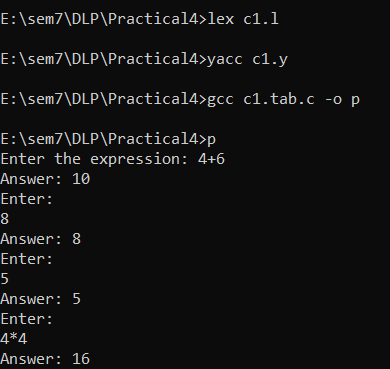 E:\sem7\DLP\Practical4>lex c1.l
E:\sem7\DLP\Practical4>yacc c1.y
E:\sem7\DLP\Practical4>gcc c1.tab.c -o p
E:\sem7\DLP\Practical4>p
Enter the expression: 4+6
Answer: 10
Enter:
8
Answer: 8
Enter:
5
Answer: 5
Enter:
4*4
Answer: 16